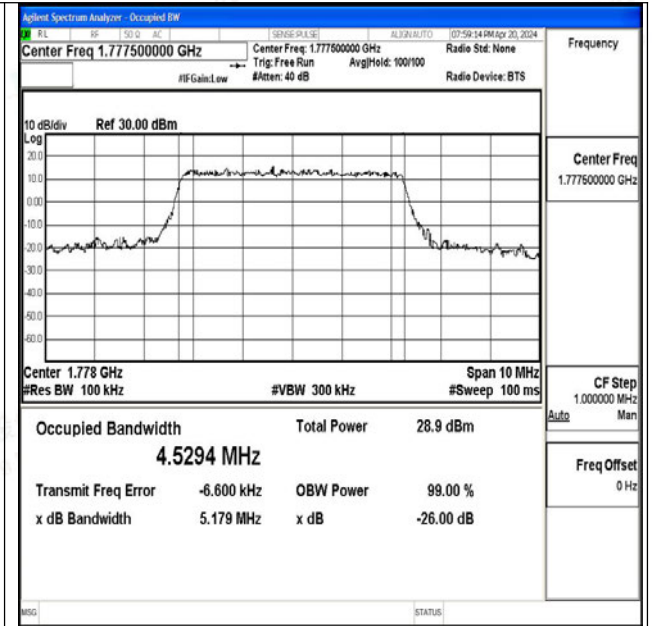 Agilent Spectrum Analyzer - Occupied BW
RL RF 50 Ω AC SENSE:PULSE ALIGN AUTO 07:59:14 PM Apr 20, 2024
Center Freq 1.777500000 GHz
Center Freq: 1.777500000 GHz
Radio Std: None
Trig: Free Run Avg|Hold: 100/100
#IFGain:Low #Atten: 40 dB Radio Device: BTS
Frequency
10 dB/div Ref 30.00 dBm
Log
20.0
10.0
0.00
-10.0
-20.0
-30.0
-40.0
-50.0
-60.0
Center 1.778 GHz Span 10 MHz
#Res BW 100 kHz #VBW 300 kHz #Sweep 100 ms
Occupied Bandwidth Total Power 28.9 dBm
4.5294 MHz
Transmit Freq Error -6.600 kHz OBW Power 99.00 %
x dB Bandwidth 5.179 MHz x dB -26.00 dB
Center Freq
1.777500000 GHz
CF Step
1.000000 MHz
Auto Man
Freq Offset
0 Hz
MSG STATUS